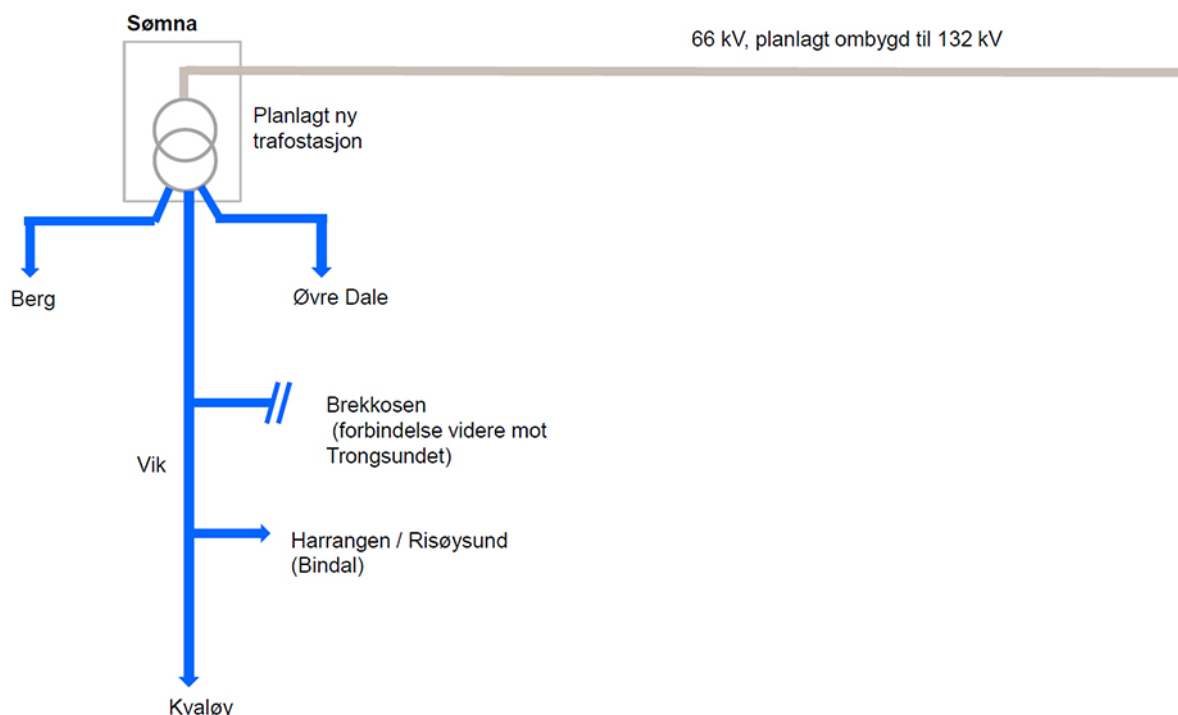 Sømna
66 kV, planlagt ombygd til 132 kV
Planlagt ny
trafostasjon
Berg
Øvre Dale
Brekkosen
(forbindelse videre mot
Trongsundet)
Vik
Harrangen / Risøysund
(Bindal)
Kvaløy